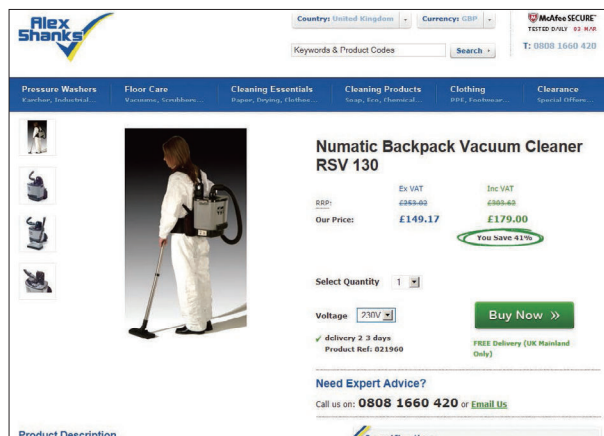 Alex Shanks
Country: United Kingdom
Currency: GBP
McAfee SECURE™
TESTED DAILY 03-MAR
Keywords & Product Codes
Search
T: 0808 1660 420
Pressure Washers
Karcher, Industrial...
Floor Care
Vacuums, Scrubbers...
Cleaning Essentials
Paper, Drying, Clothes...
Cleaning Products
Soap, Eco, Chemical...
Clothing
PPE, Footwear...
Clearance
Special Offers...
Numatic Backpack Vacuum Cleaner
RSV 130
Ex VAT
Inc VAT
RRP:
Our Price:
£149.17
£179.00
You Save 41%
Select Quantity
1
Voltage
230V
Buy Now »
✓ delivery 2 3 days
Product Ref: 821960
FREE Delivery (UK Mainland
Only)
Need Expert Advice?
Call us on: 0808 1660 420 or Email Us
Product Description